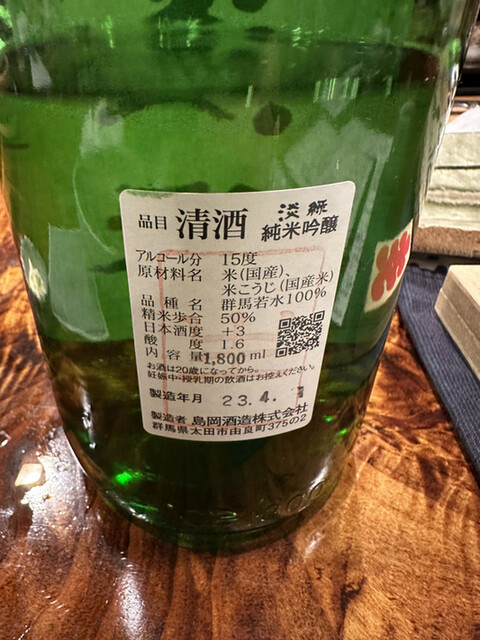 品目 清酒 淡緑
純米吟醸
アルコール分 15度
原材料名 米(国産)、
米こうじ(国産米)
品種名 群馬若水100%
精米歩合 50%
日本酒度 +3
酸度 1.6
内容量1,800ml
お酒は20歳になってから。
妊娠中・授乳期の飲酒はお控えください。
製造年月 23.4.
製造者 島岡酒造株式会社
群馬県太田市由良町375の2